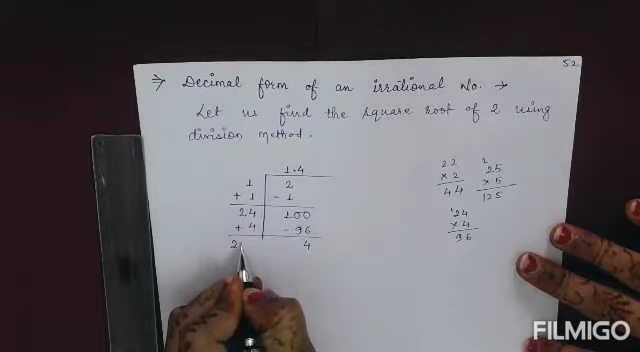 52
⇒ Decimal form of an irrational No. →
Let us find the square root of 2 using
division method.
1.4
1 2
+ 1 - 1
24 100
+ 4 - 96
2 4
22
×2
44
2
25
×5
125
1
24
×4
96
FILMIGO